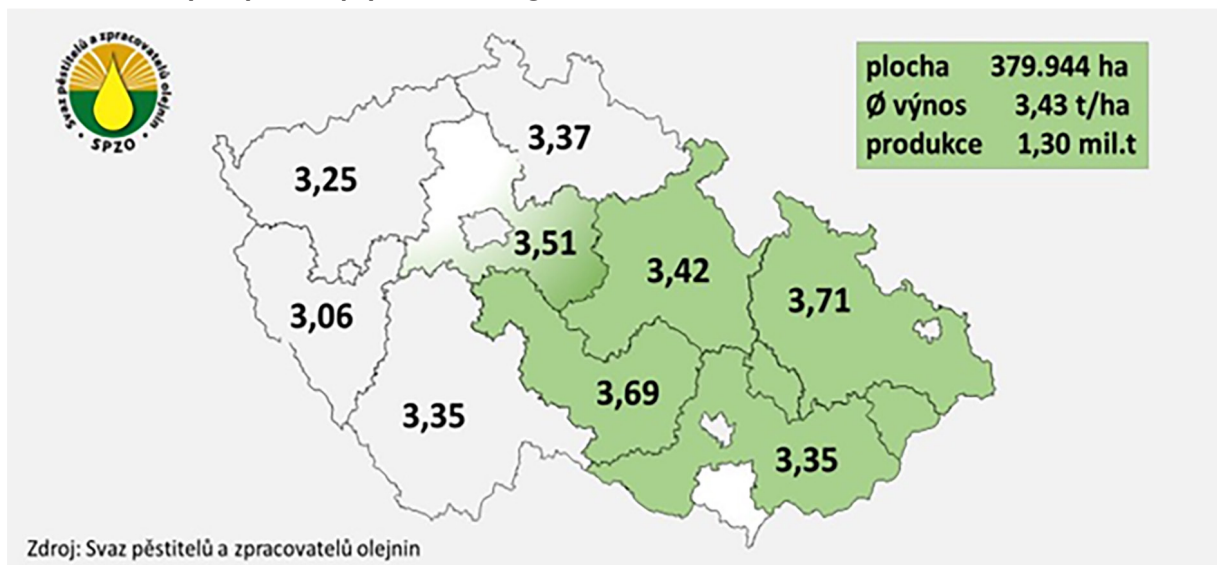 Svaz pěstitelů a zpracovatelů olejnin
· SPZO ·
plocha 379.944 ha
Ø výnos 3,43 t/ha
produkce 1,30 mil.t
3,37
3,25
3,51
3,42
3,71
3,06
3,69
3,35
3,35
Zdroj: Svaz pěstitelů a zpracovatelů olejnin